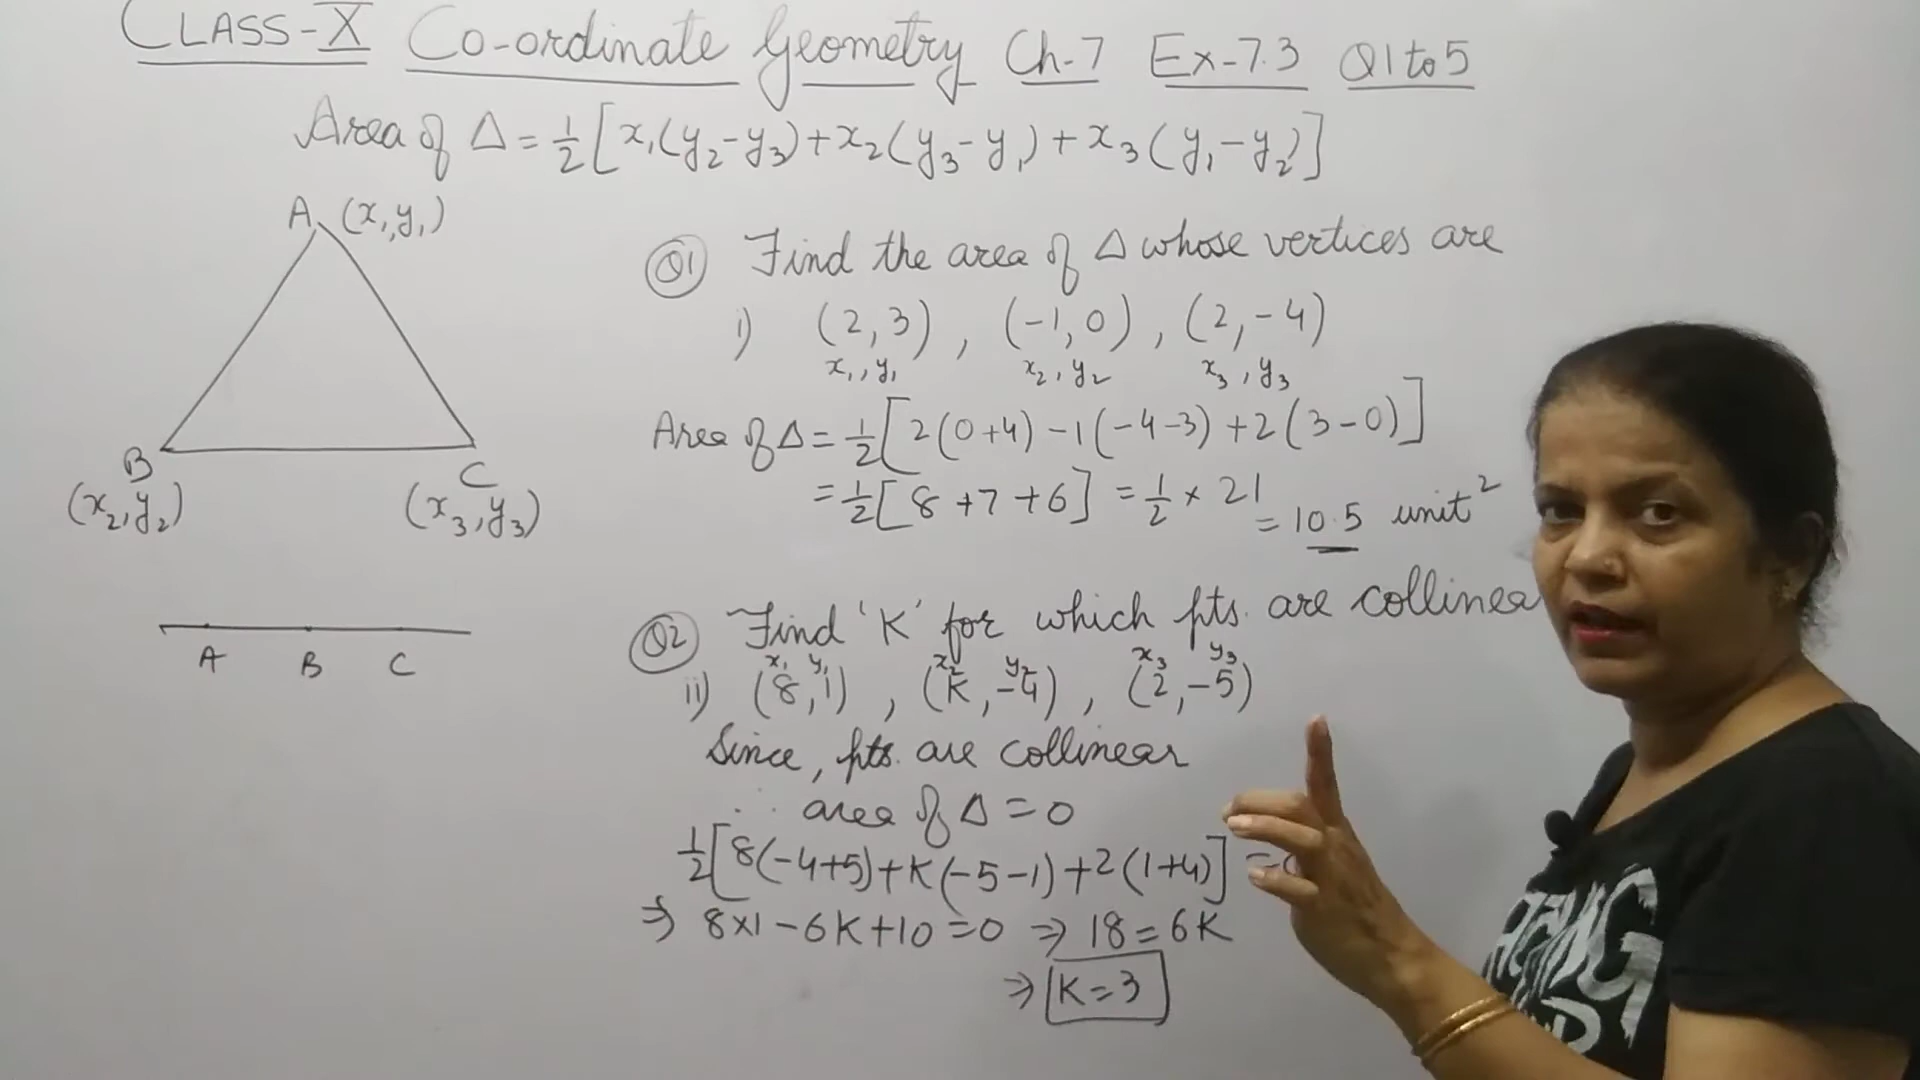 CLASS-X Co-ordinate Geometry Ch-7 Ex-7.3 Q1 to 5
Area of Δ = 1/2 [x₁(y₂-y₃)+x₂(y₃-y₁)+x₃(y₁-y₂)]
A (x₁,y₁)
B
(x₂,y₂)
C
(x₃,y₃)
A B C
Q1 Find the area of Δ whose vertices are
i) (2,3), (-1,0), (2,-4)
x₁,y₁ x₂,y₂ x₃,y₃
Area of Δ = 1/2 [2(0+4) -1(-4-3) +2(3-0)]
= 1/2 [8+7+6] = 1/2 × 21 = 10.5 unit²
Q2 Find 'K' for which pts. are collinea
x₁ y₁ x₂ y₂ x₃ y₃
ii) (8,1), (K,-4), (2,-5)
Since, pts. are collinear
∴ area of Δ = 0
1/2 [8(-4+5)+K(-5-1)+2(1+4)] =
⇒ 8×1-6K+10=0 ⇒ 18=6K
⇒ K=3